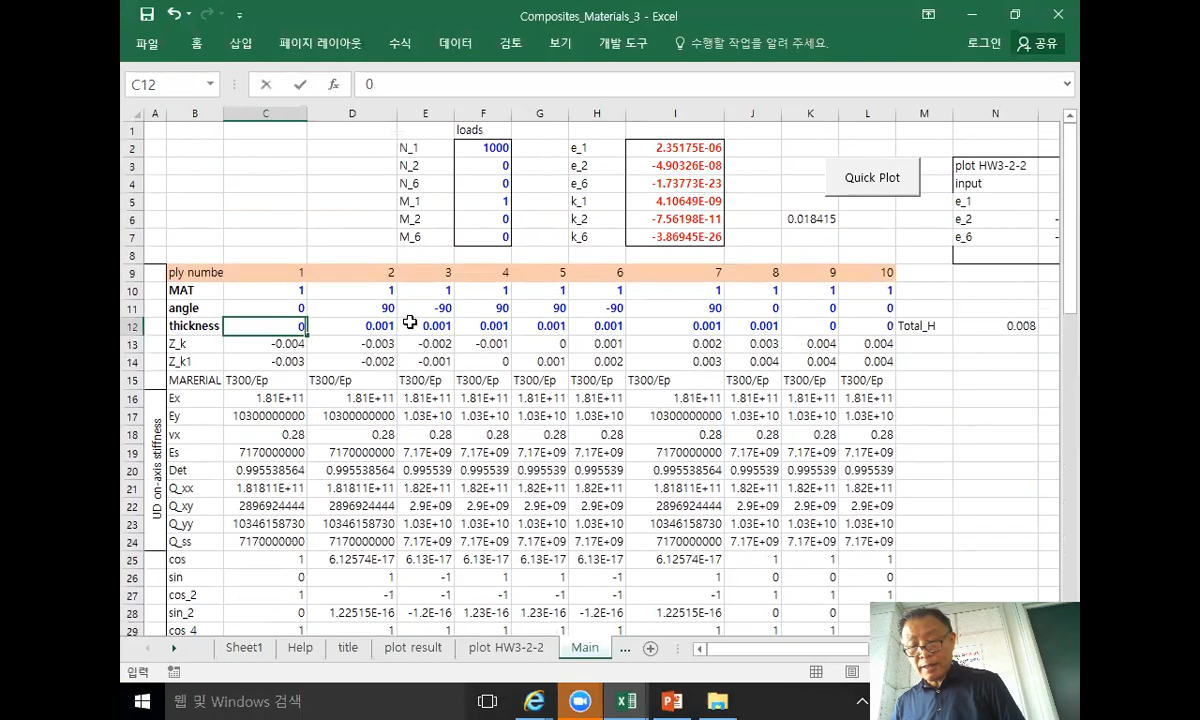 Composites_Materials_3 - Excel
파일 홈 삽입 페이지 레이아웃 수식 데이터 검토 보기 개발 도구 수행할 작업을 알려 주세요. 로그인 공유
C12 fx 0
A B C D E F G H I J K L M N
1 loads
2 N_1 1000 e_1 2.35175E-06
3 N_2 0 e_2 -4.90326E-08 Quick Plot plot HW3-2-2
4 N_6 0 e_6 -1.73773E-23 input
5 M_1 1 k_1 4.10649E-09 e_1
6 M_2 0 k_2 -7.56198E-11 0.018415 e_2 -
7 M_6 0 k_6 -3.86945E-26 e_6 -
8
9 ply numbe 1 2 3 4 5 6 7 8 9 10
10 MAT 1 1 1 1 1 1 1 1 1 1
11 angle 0 90 -90 90 90 -90 90 0 0 0
12 thickness 0 0.001 0.001 0.001 0.001 0.001 0.001 0.001 0 0 Total_H 0.008
13 Z_k -0.004 -0.003 -0.002 -0.001 0 0.001 0.002 0.003 0.004 0.004
14 Z_k1 -0.003 -0.002 -0.001 0 0.001 0.002 0.003 0.004 0.004 0.004
15 MARERIAL T300/Ep T300/Ep T300/Ep T300/Ep T300/Ep T300/Ep T300/Ep T300/Ep T300/Ep T300/Ep
UD on-axis stiffness
16 Ex 1.81E+11 1.81E+11 1.81E+11 1.81E+11 1.81E+11 1.81E+11 1.81E+11 1.81E+11 1.81E+11 1.81E+11
17 Ey 10300000000 10300000000 1.03E+10 1.03E+10 1.03E+10 1.03E+10 10300000000 1.03E+10 1.03E+10 1.03E+10
18 vx 0.28 0.28 0.28 0.28 0.28 0.28 0.28 0.28 0.28 0.28
19 Es 7170000000 7170000000 7.17E+09 7.17E+09 7.17E+09 7.17E+09 7170000000 7.17E+09 7.17E+09 7.17E+09
20 Det 0.995538564 0.995538564 0.995539 0.995539 0.995539 0.995539 0.995538564 0.995539 0.995539 0.995539
21 Q_xx 1.81811E+11 1.81811E+11 1.82E+11 1.82E+11 1.82E+11 1.82E+11 1.81811E+11 1.82E+11 1.82E+11 1.82E+11
22 Q_xy 2896924444 2896924444 2.9E+09 2.9E+09 2.9E+09 2.9E+09 2896924444 2.9E+09 2.9E+09 2.9E+09
23 Q_yy 10346158730 10346158730 1.03E+10 1.03E+10 1.03E+10 1.03E+10 10346158730 1.03E+10 1.03E+10 1.03E+10
24 Q_ss 7170000000 7170000000 7.17E+09 7.17E+09 7.17E+09 7.17E+09 7170000000 7.17E+09 7.17E+09 7.17E+09
25 cos 1 6.12574E-17 6.13E-17 6.13E-17 6.13E-17 6.13E-17 6.12574E-17 1 1 1
26 sin 0 1 -1 1 1 -1 1 0 0 0
27 cos_2 1 -1 -1 -1 -1 -1 -1 1 1 1
28 sin_2 0 1.22515E-16 -1.2E-16 1.23E-16 1.23E-16 -1.2E-16 1.22515E-16 0 0
29 cos 4 1 1 1 1 1 1 1 1 1
Sheet1 Help title plot result plot HW3-2-2 Main ...
입력
웹 및 Windows 검색